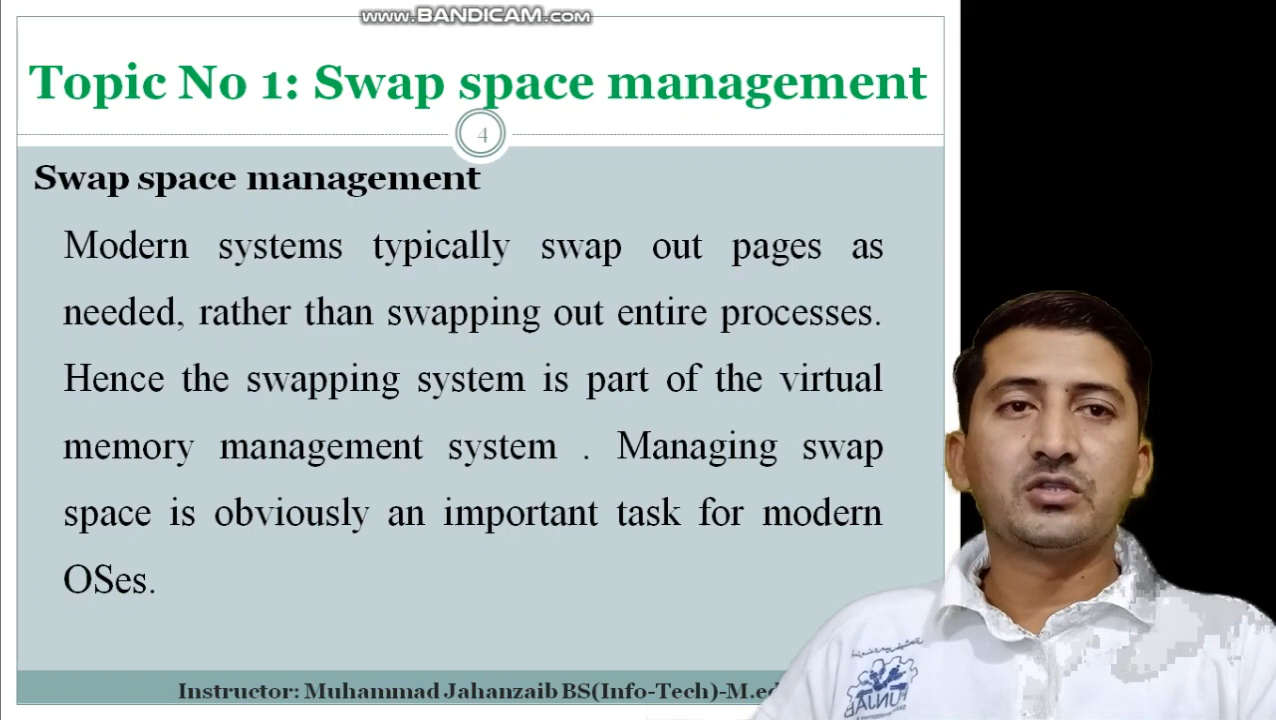 www.BANDICAM.com
Topic No 1: Swap space management
4
Swap space management
Modern systems typically swap out pages as
needed, rather than swapping out entire processes.
Hence the swapping system is part of the virtual
memory management system . Managing swap
space is obviously an important task for modern
OSes.
Instructor: Muhammad Jahanzaib BS(Info-Tech)-M.ed
PUNJAB